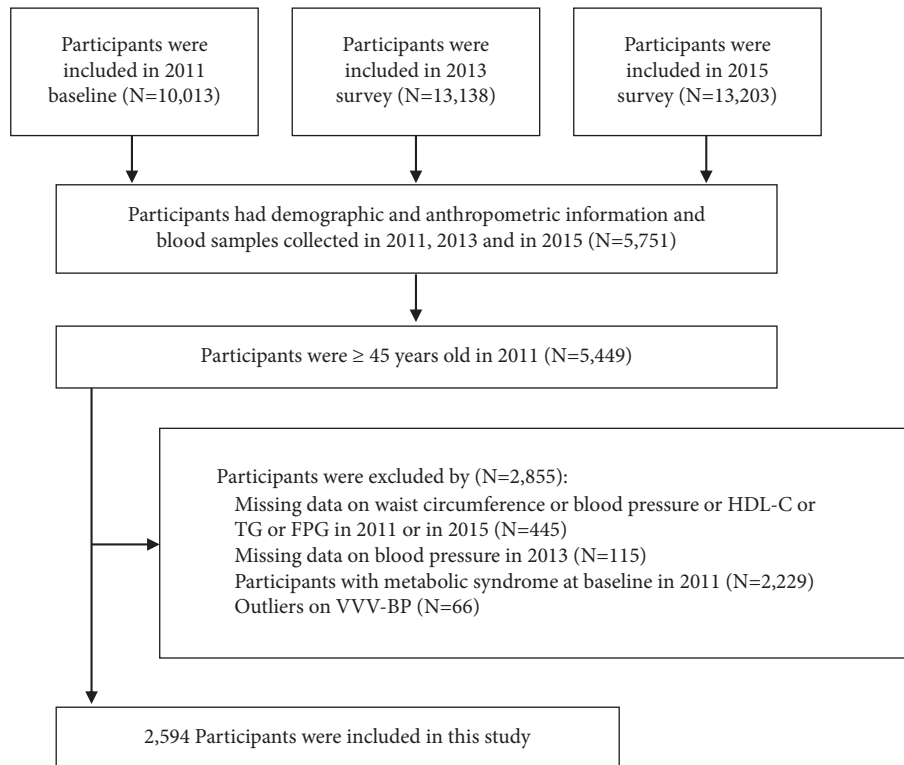 Participants were
included in 2011
baseline (N=10,013)
Participants were
included in 2013
survey (N=13,138)
Participants were
included in 2015
survey (N=13,203)
Participants had demographic and anthropometric information and
blood samples collected in 2011, 2013 and in 2015 (N=5,751)
Participants were ≥ 45 years old in 2011 (N=5,449)
Participants were excluded by (N=2,855):
Missing data on waist circumference or blood pressure or HDL-C or
TG or FPG in 2011 or in 2015 (N=445)
Missing data on blood pressure in 2013 (N=115)
Participants with metabolic syndrome at baseline in 2011 (N=2,229)
Outliers on VVV-BP (N=66)
2,594 Participants were included in this study